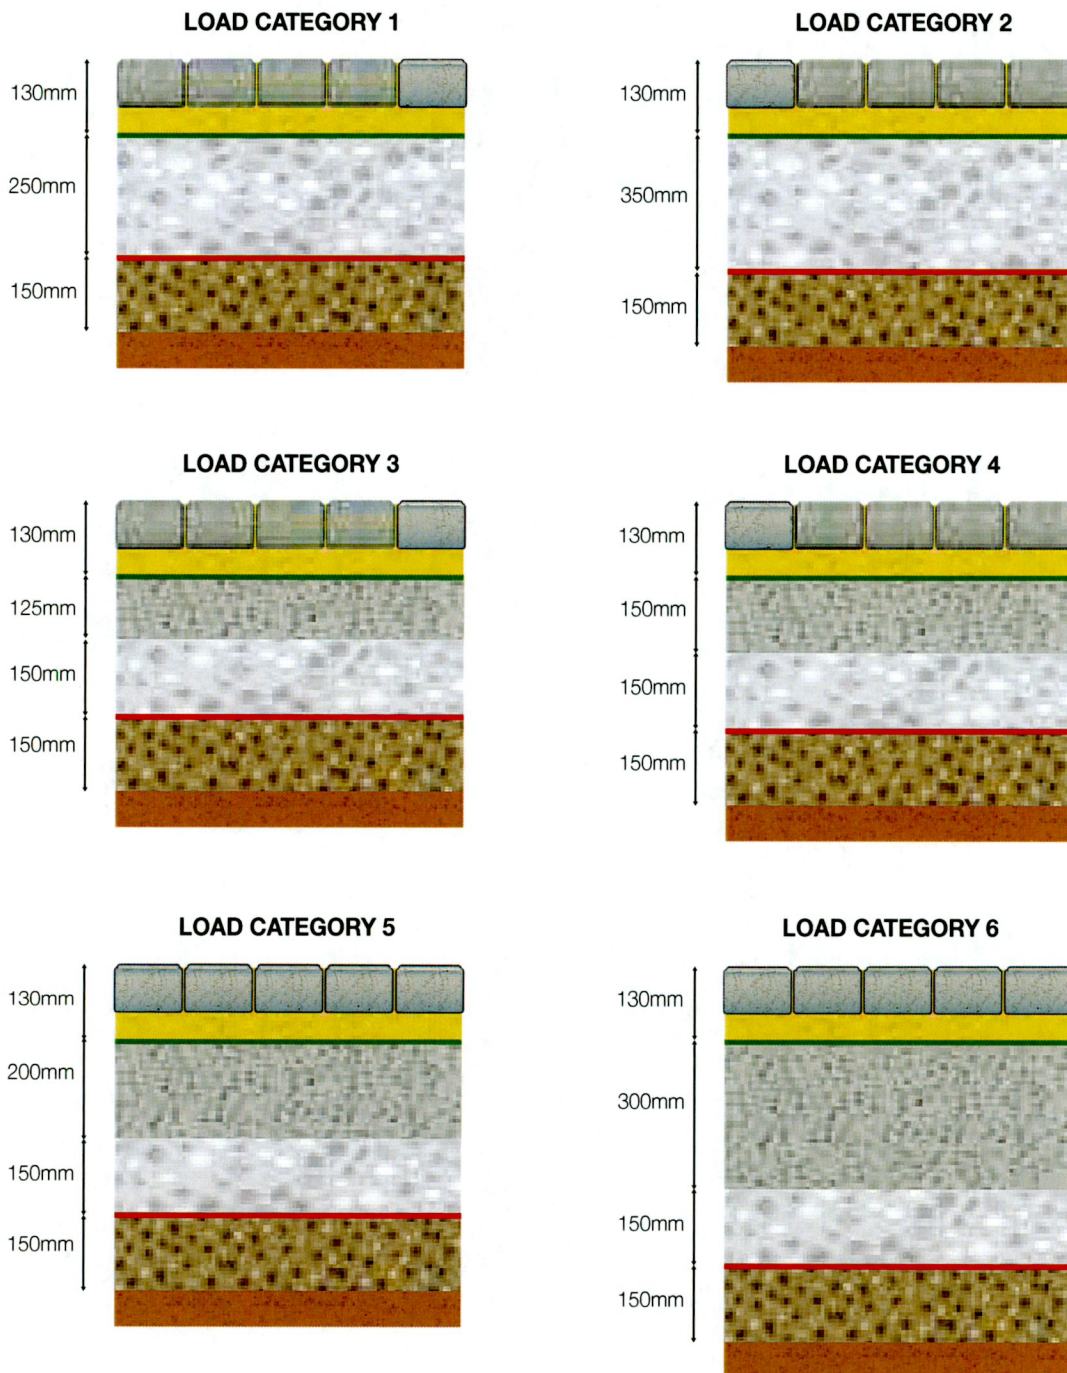 LOAD CATEGORY 1
130mm
250mm
150mm
LOAD CATEGORY 2
130mm
350mm
150mm
LOAD CATEGORY 3
130mm
125mm
150mm
150mm
LOAD CATEGORY 4
130mm
150mm
150mm
150mm
LOAD CATEGORY 5
130mm
200mm
150mm
150mm
LOAD CATEGORY 6
130mm
300mm
150mm
150mm